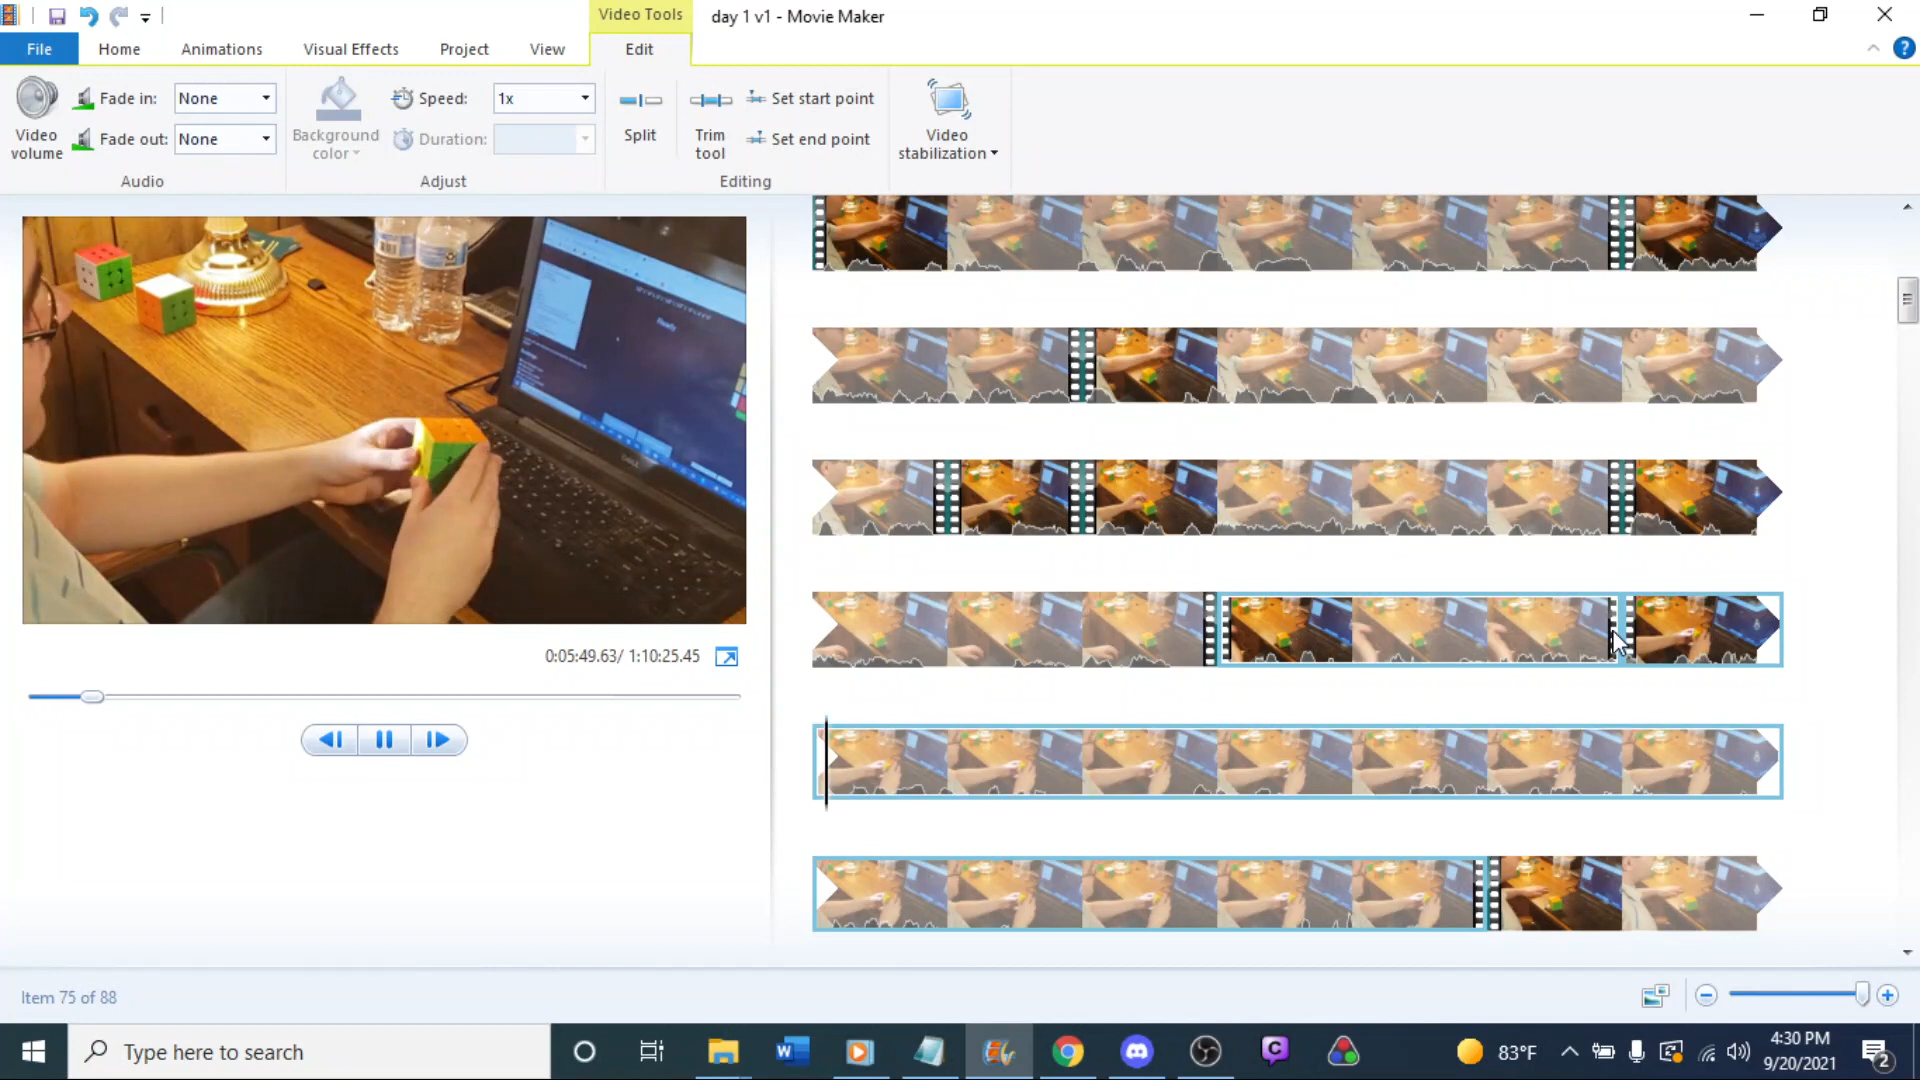 Video Tools
day 1 v1 - Movie Maker
File
Home
Animations
Visual Effects
Project
View
Edit
Video volume
Fade in:
None
Fade out:
None
Audio
Background color
Speed:
1x
Duration:
Adjust
Split
Trim tool
Set start point
Set end point
Editing
Video stabilization
Ready
DELL
0:05:49.63/ 1:10:25.45
Item 75 of 88
Type here to search
83°F
4:30 PM
9/20/2021
2